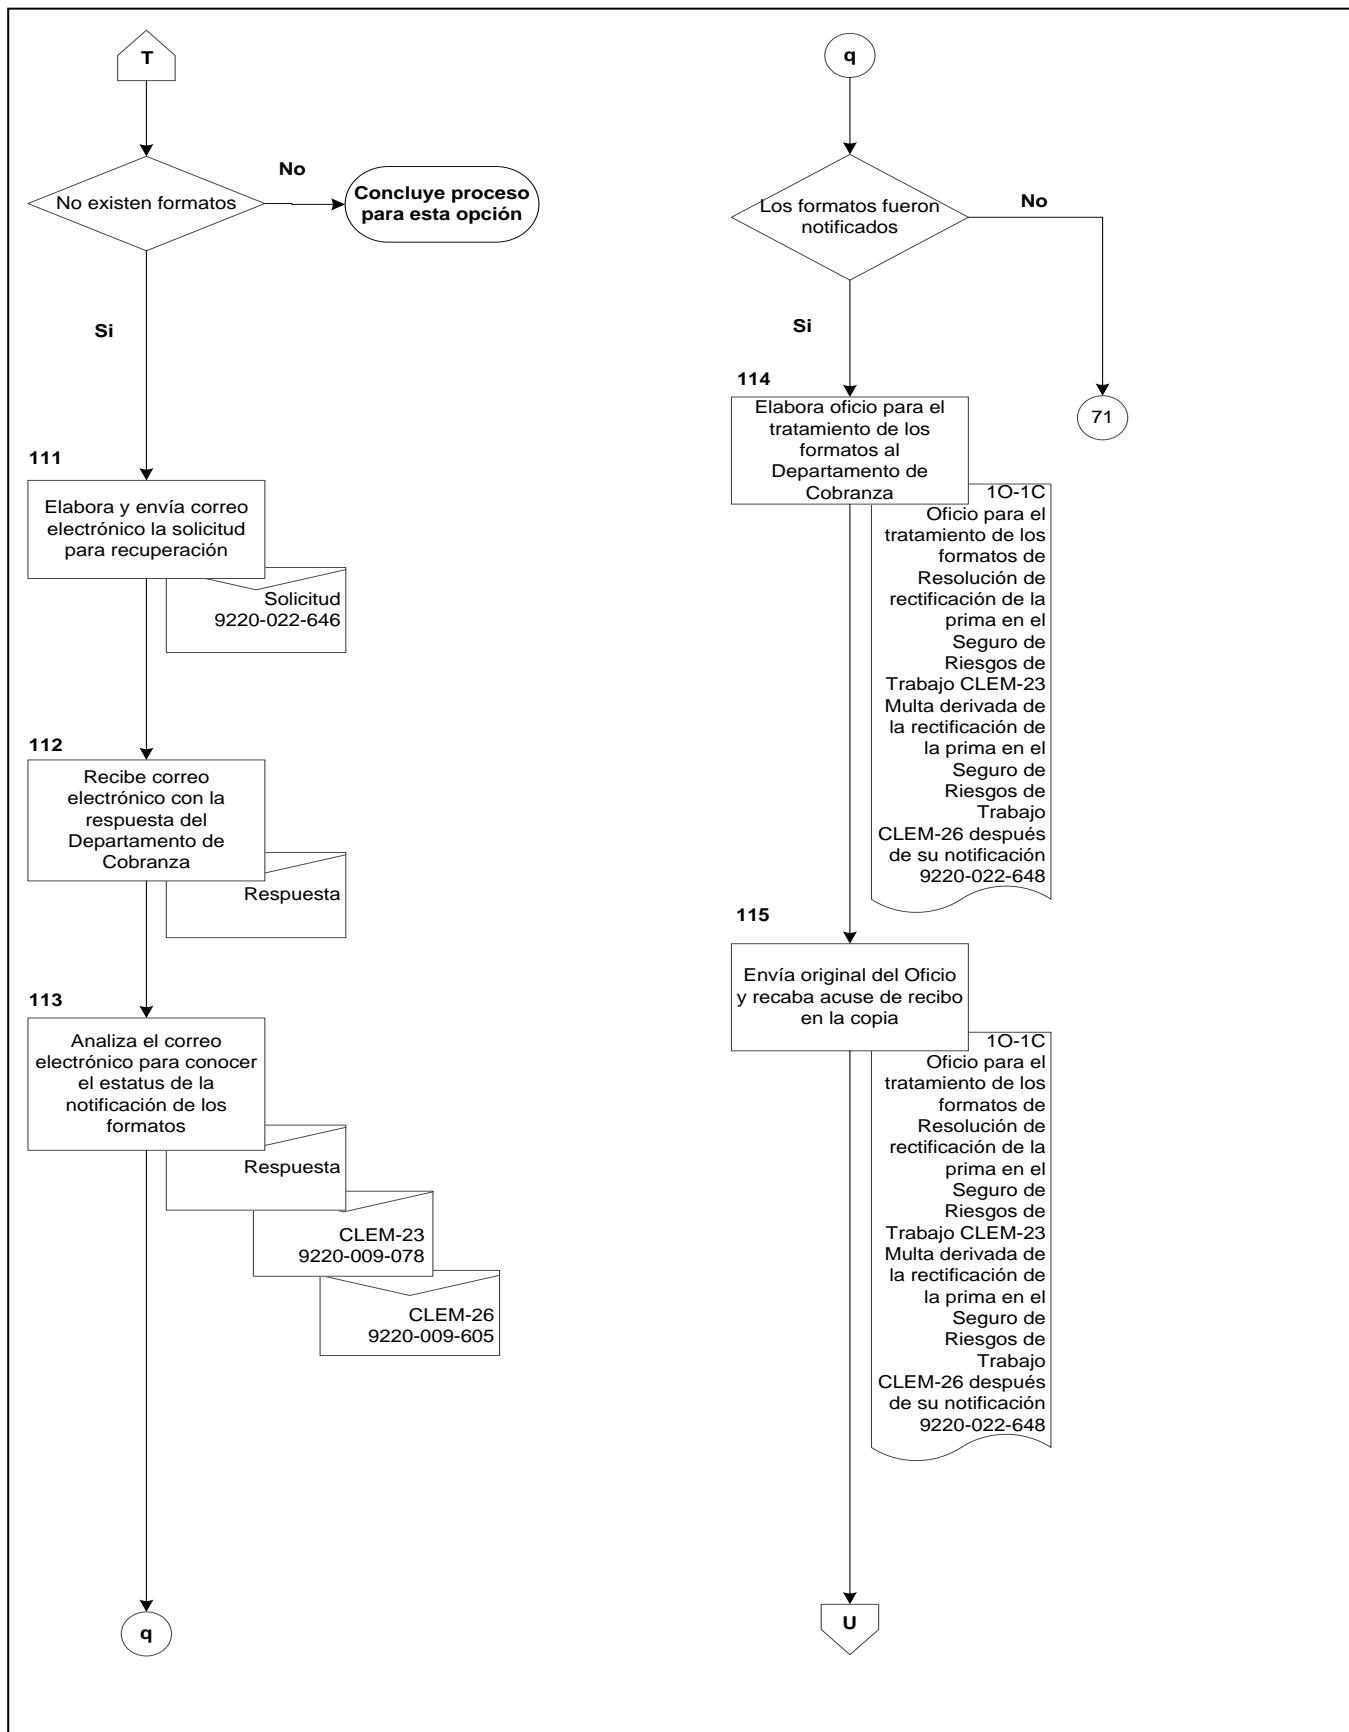 T
No existen formatos
No
Concluye proceso
para esta opción
Si
111
Elabora y envía correo
electrónico la solicitud
para recuperación
Solicitud
9220-022-646
112
Recibe correo
electrónico con la
respuesta del
Departamento de
Cobranza
Respuesta
113
Analiza el correo
electrónico para conocer
el estatus de la
notificación de los
formatos
Respuesta
CLEM-23
9220-009-078
CLEM-26
9220-009-605
q
q
Los formatos fueron
notificados
No
Si
71
114
Elabora oficio para el
tratamiento de los
formatos al
Departamento de
Cobranza
1O-1C
Oficio para el
tratamiento de los
formatos de
Resolución de
rectificación de la
prima en el
Seguro de
Riesgos de
Trabajo CLEM-23
Multa derivada de
la rectificación de
la prima en el
Seguro de
Riesgos de
Trabajo
CLEM-26 después
de su notificación
9220-022-648
115
Envía original del Oficio
y recaba acuse de recibo
en la copia
1O-1C
Oficio para el
tratamiento de los
formatos de
Resolución de
rectificación de la
prima en el
Seguro de
Riesgos de
Trabajo CLEM-23
Multa derivada de
la rectificación de
la prima en el
Seguro de
Riesgos de
Trabajo
CLEM-26 después
de su notificación
9220-022-648
U